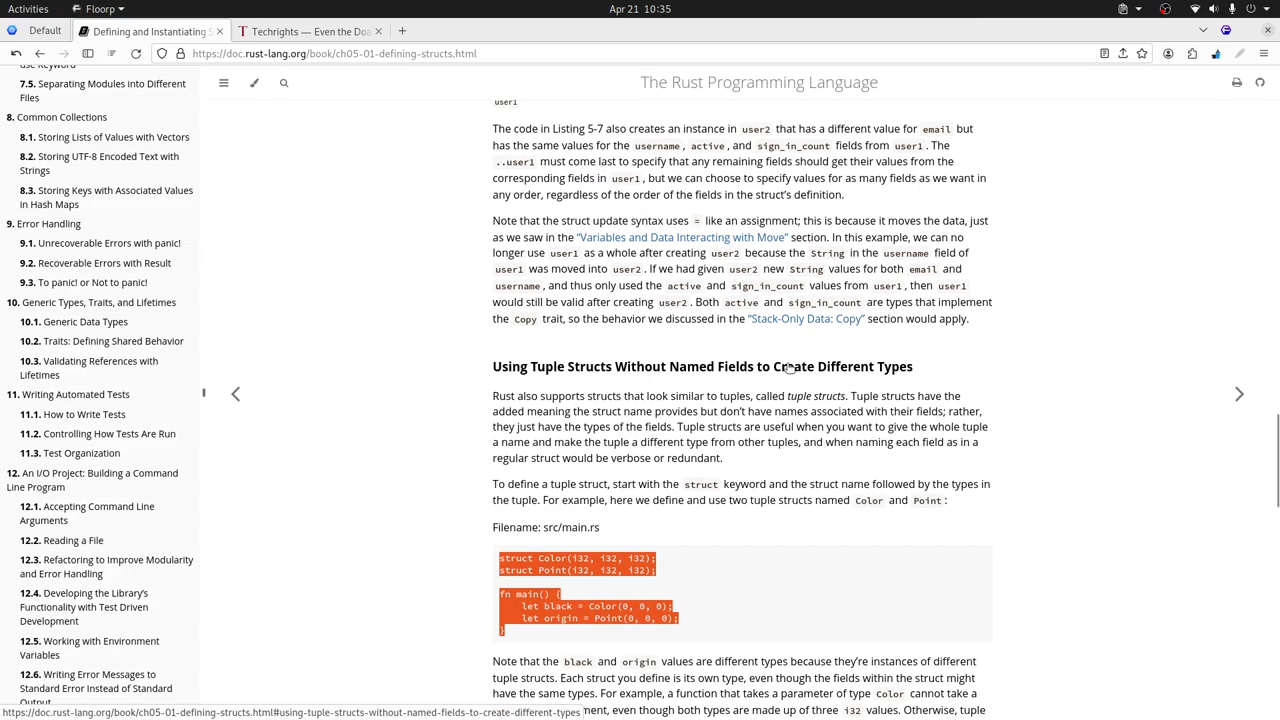 Activities
Floorp
Apr 21 10:35
Default
Defining and Instantiating S
Techrights — Even the Doa
https://doc.rust-lang.org/book/ch05-01-defining-structs.html
use Keyword
7.5. Separating Modules into Different
Files
8. Common Collections
8.1. Storing Lists of Values with Vectors
8.2. Storing UTF-8 Encoded Text with
Strings
8.3. Storing Keys with Associated Values
in Hash Maps
9. Error Handling
9.1. Unrecoverable Errors with panic!
9.2. Recoverable Errors with Result
9.3. To panic! or Not to panic!
10. Generic Types, Traits, and Lifetimes
10.1. Generic Data Types
10.2. Traits: Defining Shared Behavior
10.3. Validating References with
Lifetimes
11. Writing Automated Tests
11.1. How to Write Tests
11.2. Controlling How Tests Are Run
11.3. Test Organization
12. An I/O Project: Building a Command
Line Program
12.1. Accepting Command Line
Arguments
12.2. Reading a File
12.3. Refactoring to Improve Modularity
and Error Handling
12.4. Developing the Library's
Functionality with Test Driven
Development
12.5. Working with Environment
Variables
12.6. Writing Error Messages to
Standard Error Instead of Standard
Output
The Rust Programming Language
user1
The code in Listing 5-7 also creates an instance in user2 that has a different value for email but
has the same values for the username, active, and sign_in_count fields from user1. The
..user1 must come last to specify that any remaining fields should get their values from the
corresponding fields in user1, but we can choose to specify values for as many fields as we want in
any order, regardless of the order of the fields in the struct's definition.
Note that the struct update syntax uses = like an assignment; this is because it moves the data, just
as we saw in the “Variables and Data Interacting with Move” section. In this example, we can no
longer use user1 as a whole after creating user2 because the String in the username field of
user1 was moved into user2. If we had given user2 new String values for both email and
username, and thus only used the active and sign_in_count values from user1, then user1
would still be valid after creating user2. Both active and sign_in_count are types that implement
the Copy trait, so the behavior we discussed in the “Stack-Only Data: Copy” section would apply.
Using Tuple Structs Without Named Fields to Create Different Types
Rust also supports structs that look similar to tuples, called tuple structs. Tuple structs have the
added meaning the struct name provides but don't have names associated with their fields; rather,
they just have the types of the fields. Tuple structs are useful when you want to give the whole tuple
a name and make the tuple a different type from other tuples, and when naming each field as in a
regular struct would be verbose or redundant.
To define a tuple struct, start with the struct keyword and the struct name followed by the types in
the tuple. For example, here we define and use two tuple structs named Color and Point:
Filename: src/main.rs
struct Color(i32, i32, i32);
struct Point(i32, i32, i32);
fn main() {
let black = Color(0, 0, 0);
let origin = Point(0, 0, 0);
}
Note that the black and origin values are different types because they're instances of different
tuple structs. Each struct you define is its own type, even though the fields within the struct might
have the same types. For example, a function that takes a parameter of type Color cannot take a
ment, even though both types are made up of three i32 values. Otherwise, tuple
https://doc.rust-lang.org/book/ch05-01-defining-structs.html#using-tuple-structs-without-named-fields-to-create-different-types